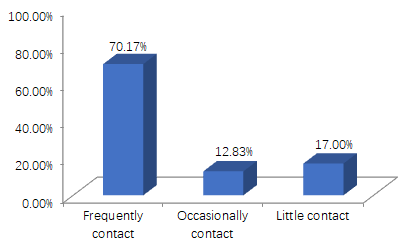 100.00%
80.00%
60.00%
40.00%
20.00%
0.00%
70.17%
12.83%
17.00%
Frequently
contact
Occasionally
contact
Little contact